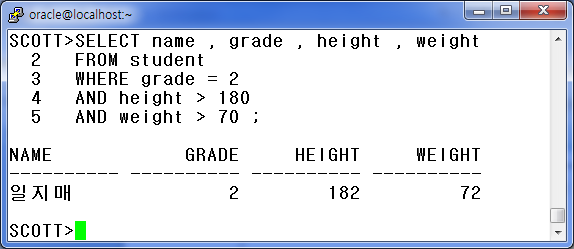 oracle@localhost:~
SCOTT>SELECT name , grade , height , weight
  2   FROM student
  3   WHERE grade = 2
  4   AND height > 180
  5   AND weight > 70 ;
NAME            GRADE     HEIGHT     WEIGHT
---------- ---------- ---------- ----------
일지매              2        182         72
SCOTT>